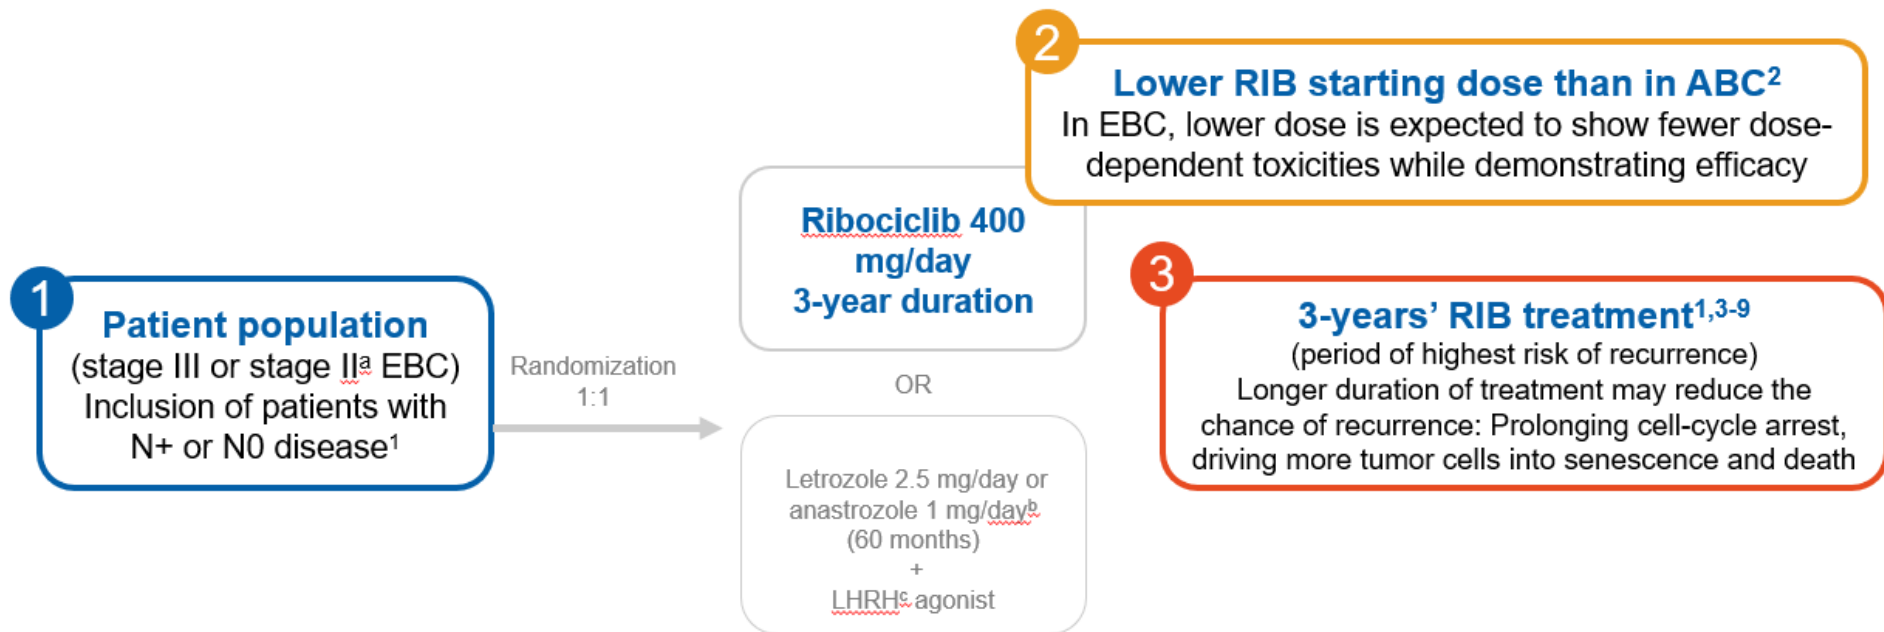 1
Patient population
(stage III or stage IIª EBC)
Inclusion of patients with
N+ or N0 disease¹
Randomization
1:1
Ribociclib 400
mg/day
3-year duration
OR
Letrozole 2.5 mg/day or
anastrozole 1 mg/dayᵇ
(60 months)
+
LHRHᶜ agonist
2
Lower RIB starting dose than in ABC²
In EBC, lower dose is expected to show fewer dose-
dependent toxicities while demonstrating efficacy
3
3-years’ RIB treatment¹,³⁻⁹
(period of highest risk of recurrence)
Longer duration of treatment may reduce the
chance of recurrence: Prolonging cell-cycle arrest,
driving more tumor cells into senescence and death